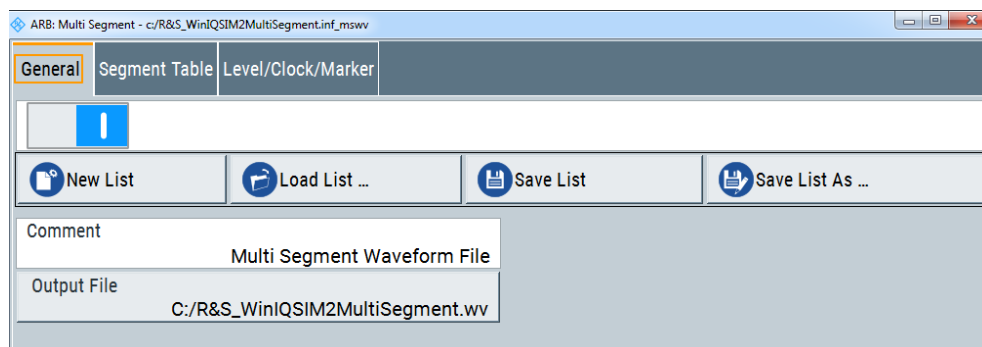 ARB: Multi Segment - c:/R&S_WinIQSIM2MultiSegment.inf_mswv
General Segment Table Level/Clock/Marker
New List Load List ... Save List Save List As ...
Comment
Multi Segment Waveform File
Output File
C:/R&S_WinIQSIM2MultiSegment.wv